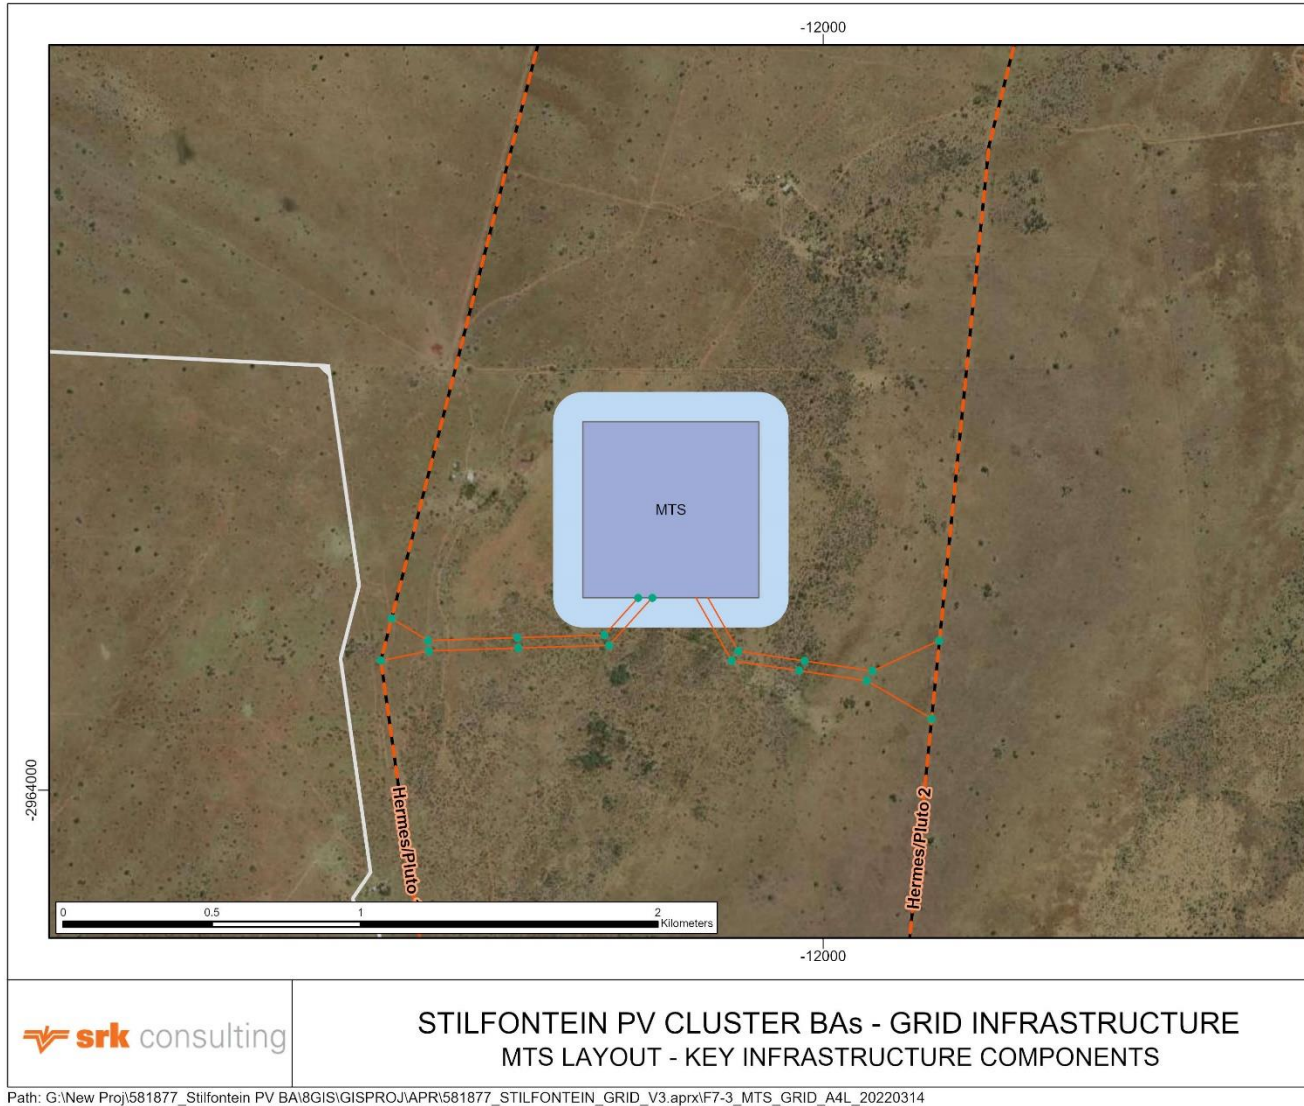 -12000
MTS
-2964000
Hermes/Pluto
Hermes/Pluto 2
0 0.5 1 2
Kilometers
-12000
srk consulting
STILFONTEIN PV CLUSTER BAs - GRID INFRASTRUCTURE
MTS LAYOUT - KEY INFRASTRUCTURE COMPONENTS
Path: G:\New Proj\581877_Stilfontein PV BA\8GIS\GISPROJ\APR\581877_STILFONTEIN_GRID_V3.aprx\F7-3_MTS_GRID_A4L_20220314